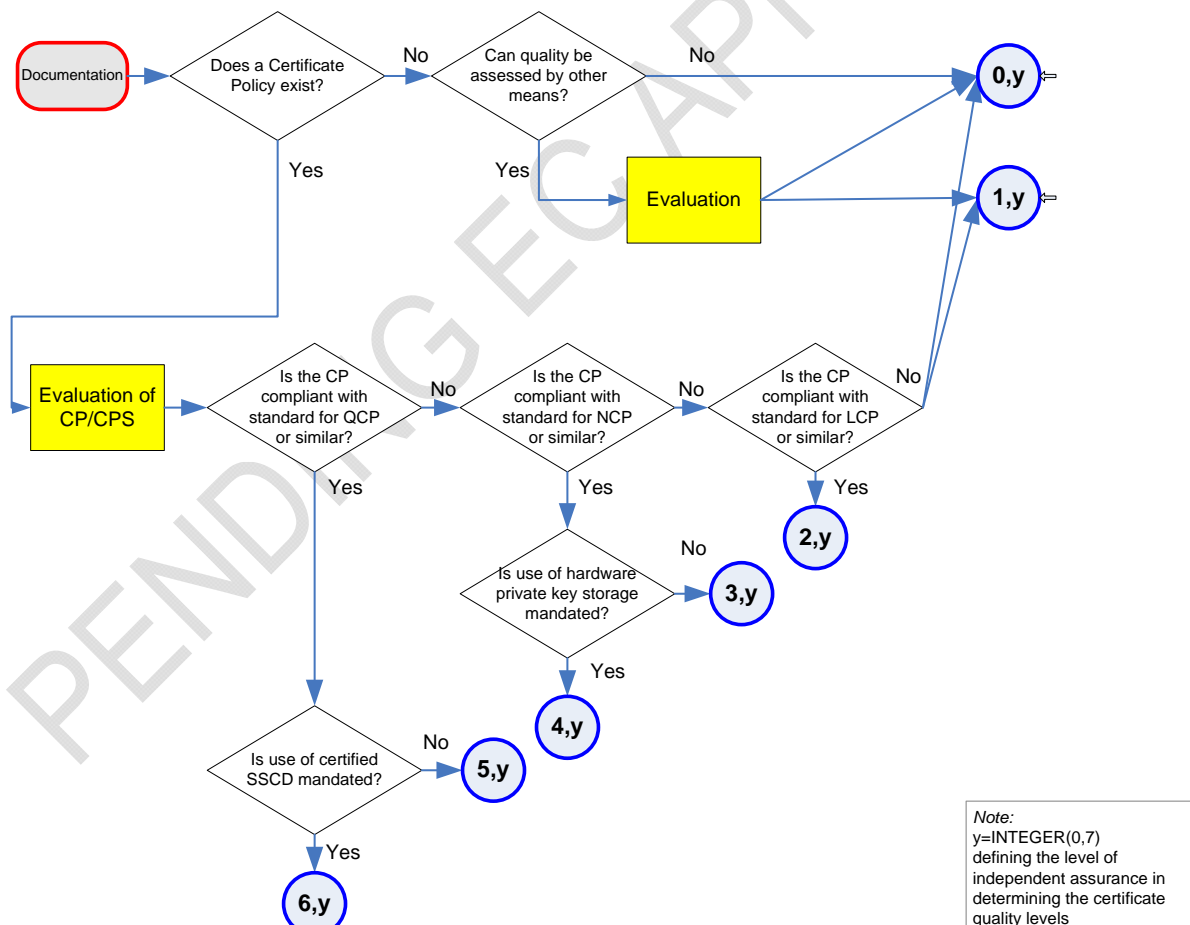 Documentation
Does a Certificate
Policy exist?
No
Can quality be
assessed by other
means?
No
0,y
Yes
Yes
Evaluation
1,y
Evaluation of
CP/CPS
Is the CP
compliant with
standard for QCP
or similar?
No
Is the CP
compliant with
standard for NCP
or similar?
No
Is the CP
compliant with
standard for LCP
or similar?
No
Yes
Yes
Yes
2,y
Is use of hardware
private key storage
mandated?
No
3,y
Yes
4,y
Is use of certified
SSCD mandated?
No
5,y
Yes
6,y
Note:
y=INTEGER(0,7)
defining the level of
independent assurance in
determining the certificate
quality levels
PENDING EC AP